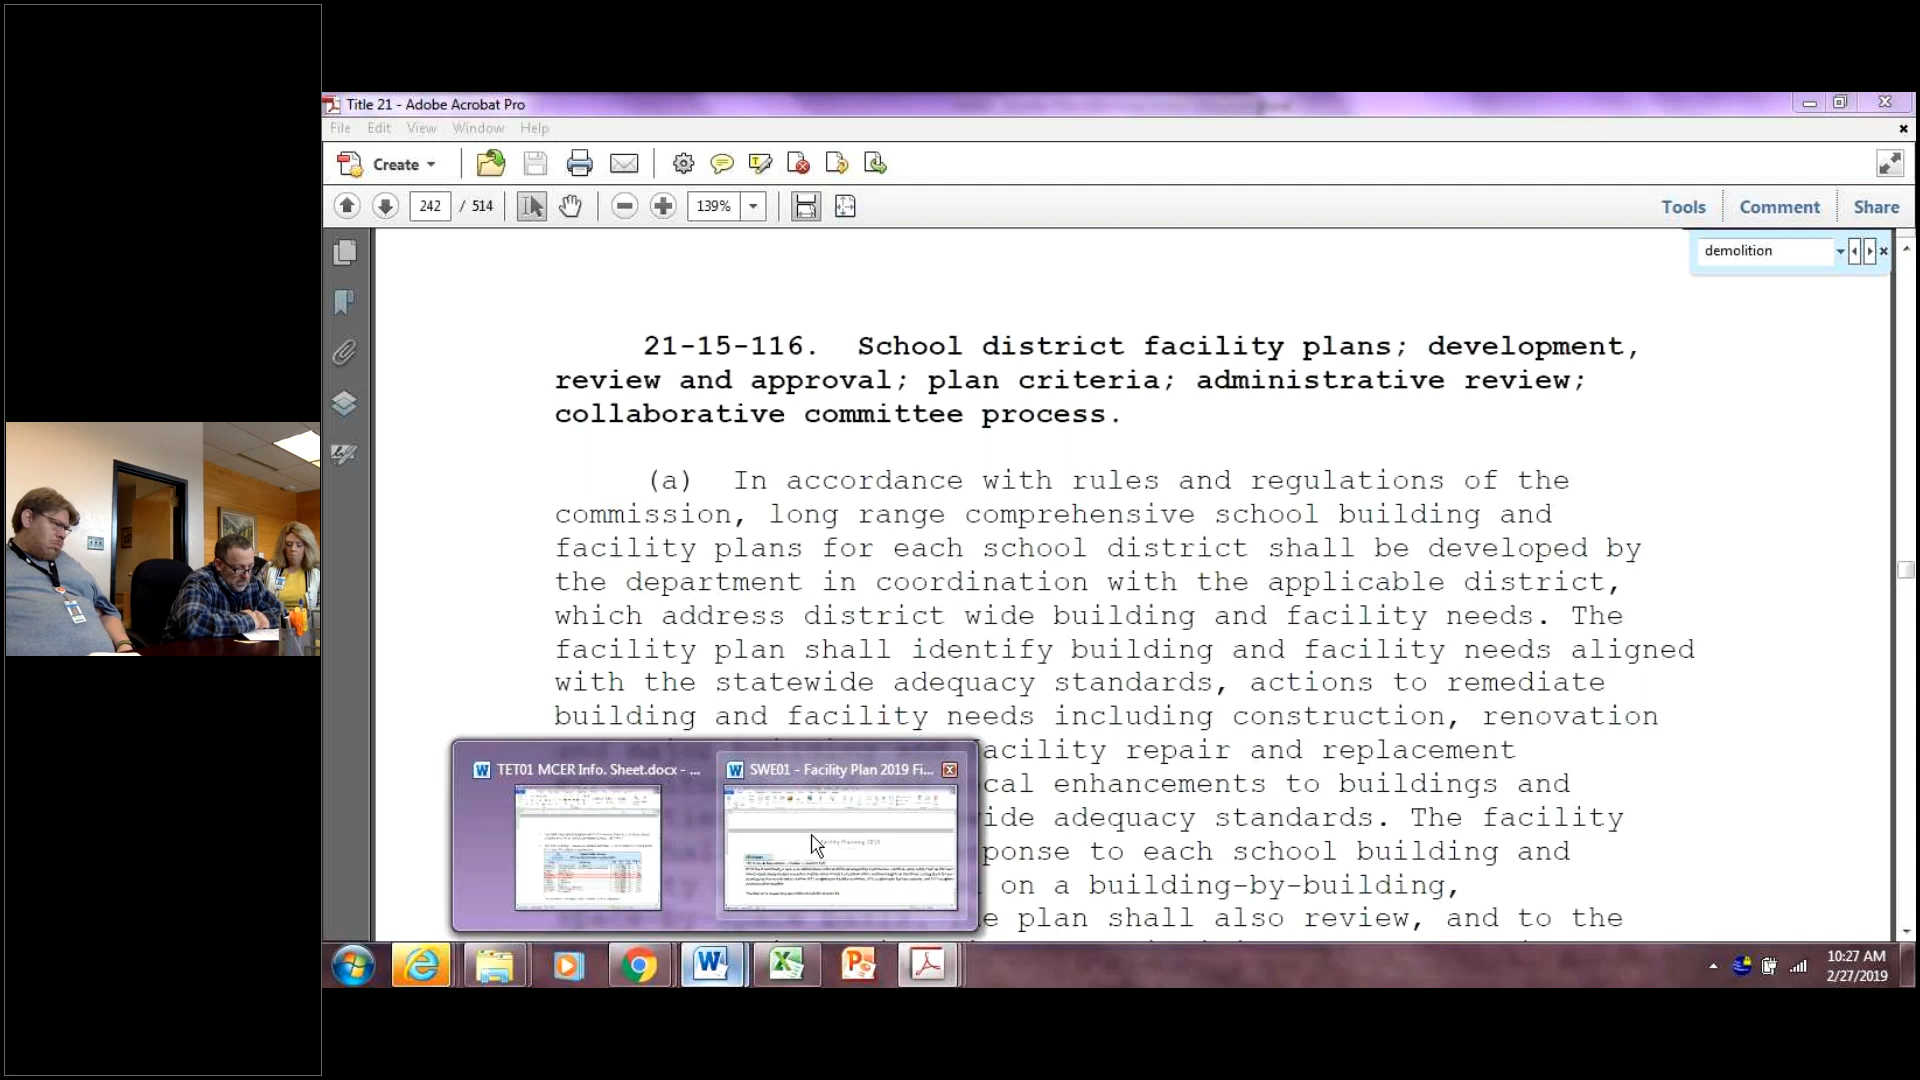 Title 21 - Adobe Acrobat Pro
File Edit View Window Help
Create
242 / 514 139% Tools Comment Share
demolition
21-15-116. School district facility plans; development,
review and approval; plan criteria; administrative review;
collaborative committee process.
(a) In accordance with rules and regulations of the
commission, long range comprehensive school building and
facility plans for each school district shall be developed by
the department in coordination with the applicable district,
which address district wide building and facility needs. The
facility plan shall identify building and facility needs aligned
with the statewide adequacy standards, actions to remediate
building and facility needs including construction, renovation
acility repair and replacement
cal enhancements to buildings and
ide adequacy standards. The facility
ponse to each school building and
on a building-by-building,
e plan shall also review, and to the
TET01 MCER Info. Sheet.docx - ...
SWE01 - Facility Plan 2019 Fi...
10:27 AM
2/27/2019